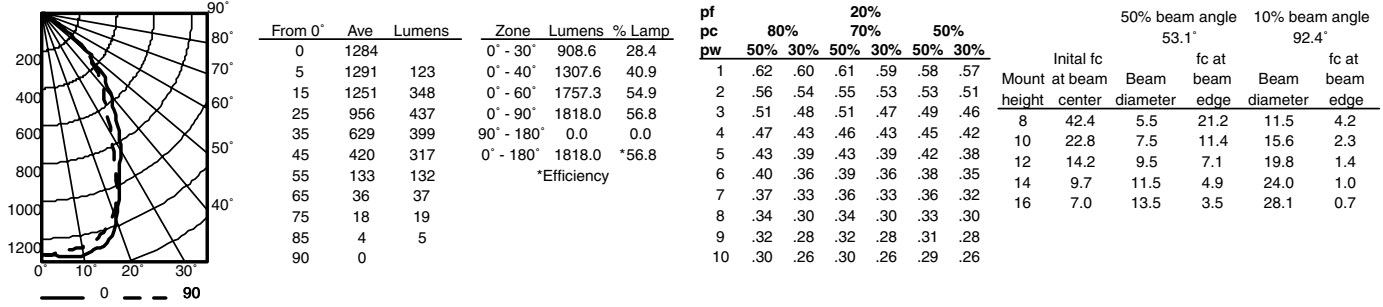 90˚
80˚
70˚
60˚
50˚
40˚
200
400
600
800
1000
1200
0˚ 10˚ 20˚ 30˚
0 90
From 0˚ Ave Lumens
0 1284
5 1291 123
15 1251 348
25 956 437
35 629 399
45 420 317
55 133 132
65 36 37
75 18 19
85 4 5
90 0
Zone Lumens % Lamp
0˚ - 30˚ 908.6 28.4
0˚ - 40˚ 1307.6 40.9
0˚ - 60˚ 1757.3 54.9
0˚ - 90˚ 1818.0 56.8
90˚ - 180˚ 0.0 0.0
0˚ - 180˚ 1818.0 *56.8
*Efficiency
pf 20%
pc 80% 70% 50%
pw 50% 30% 50% 30% 50% 30%
1 .62 .60 .61 .59 .58 .57
2 .56 .54 .55 .53 .53 .51
3 .51 .48 .51 .47 .49 .46
4 .47 .43 .46 .43 .45 .42
5 .43 .39 .43 .39 .42 .38
6 .40 .36 .39 .36 .38 .35
7 .37 .33 .36 .33 .36 .32
8 .34 .30 .34 .30 .33 .30
9 .32 .28 .32 .28 .31 .28
10 .30 .26 .30 .26 .29 .26
50% beam angle 10% beam angle
53.1˚ 92.4˚
Inital fc fc at fc at
Mount at beam Beam beam Beam beam
height center diameter edge diameter edge
8 42.4 5.5 21.2 11.5 4.2
10 22.8 7.5 11.4 15.6 2.3
12 14.2 9.5 7.1 19.8 1.4
14 9.7 11.5 4.9 24.0 1.0
16 7.0 13.5 3.5 28.1 0.7